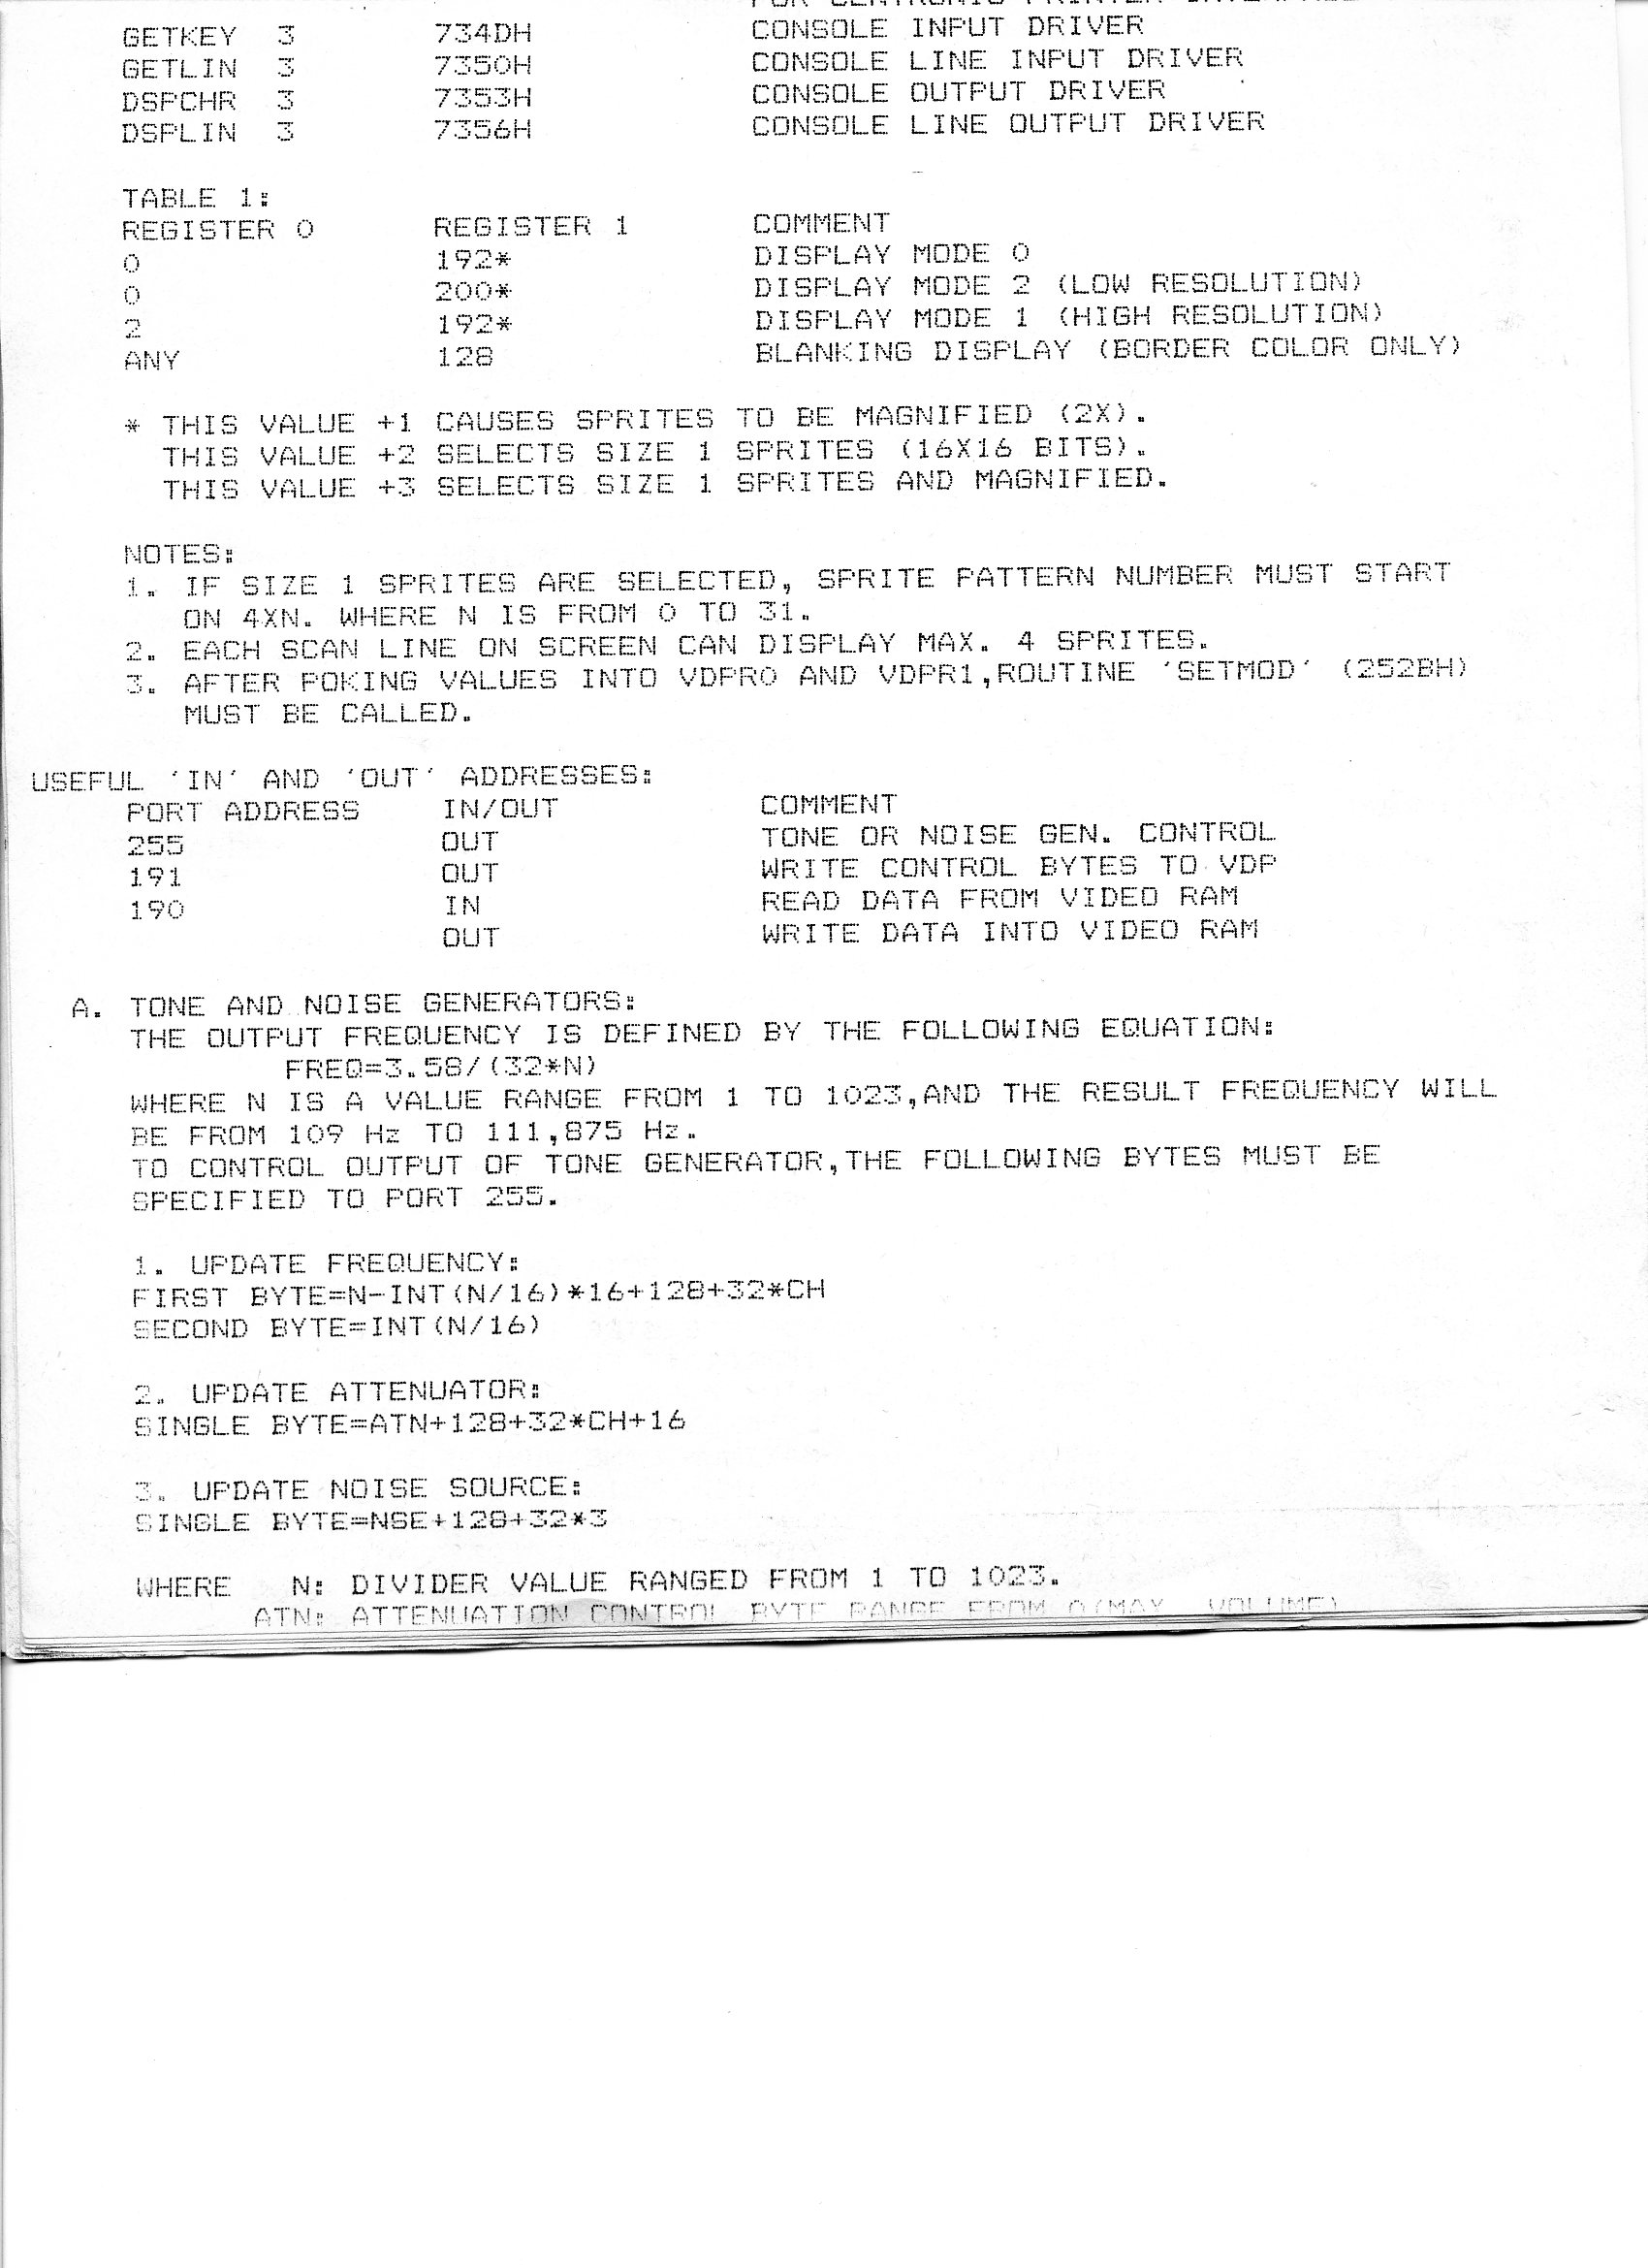 FOR CENTRONIC PRINTER INTERFACE
GETKEY 3 734DH CONSOLE INPUT DRIVER
GETLIN 3 7350H CONSOLE LINE INPUT DRIVER
DSPCHR 3 7353H CONSOLE OUTPUT DRIVER
DSPLIN 3 7356H CONSOLE LINE OUTPUT DRIVER
TABLE 1:
REGISTER 0 REGISTER 1 COMMENT
0 192* DISPLAY MODE 0
0 200* DISPLAY MODE 2 (LOW RESOLUTION)
2 192* DISPLAY MODE 1 (HIGH RESOLUTION)
ANY 128 BLANKING DISPLAY (BORDER COLOR ONLY)
* THIS VALUE +1 CAUSES SPRITES TO BE MAGNIFIED (2X).
THIS VALUE +2 SELECTS SIZE 1 SPRITES (16X16 BITS).
THIS VALUE +3 SELECTS SIZE 1 SPRITES AND MAGNIFIED.
NOTES:
1. IF SIZE 1 SPRITES ARE SELECTED, SPRITE PATTERN NUMBER MUST START
ON 4XN. WHERE N IS FROM 0 TO 31.
2. EACH SCAN LINE ON SCREEN CAN DISPLAY MAX. 4 SPRITES.
3. AFTER POKING VALUES INTO VDPR0 AND VDPR1,ROUTINE 'SETMOD' (252BH)
MUST BE CALLED.
USEFUL 'IN' AND 'OUT' ADDRESSES:
PORT ADDRESS IN/OUT COMMENT
255 OUT TONE OR NOISE GEN. CONTROL
191 OUT WRITE CONTROL BYTES TO VDP
190 IN READ DATA FROM VIDEO RAM
OUT WRITE DATA INTO VIDEO RAM
A. TONE AND NOISE GENERATORS:
THE OUTPUT FREQUENCY IS DEFINED BY THE FOLLOWING EQUATION:
FREQ=3.58/(32*N)
WHERE N IS A VALUE RANGE FROM 1 TO 1023,AND THE RESULT FREQUENCY WILL
BE FROM 109 Hz TO 111,875 Hz.
TO CONTROL OUTPUT OF TONE GENERATOR,THE FOLLOWING BYTES MUST BE
SPECIFIED TO PORT 255.
1. UPDATE FREQUENCY:
FIRST BYTE=N-INT(N/16)*16+128+32*CH
SECOND BYTE=INT(N/16)
2. UPDATE ATTENUATOR:
SINGLE BYTE=ATN+128+32*CH+16
3. UPDATE NOISE SOURCE:
SINGLE BYTE=NSE+128+32*3
WHERE N: DIVIDER VALUE RANGED FROM 1 TO 1023.
ATN: ATTENUATION CONTROL BYTE RANGE FROM 0(MAX. VOLUME)